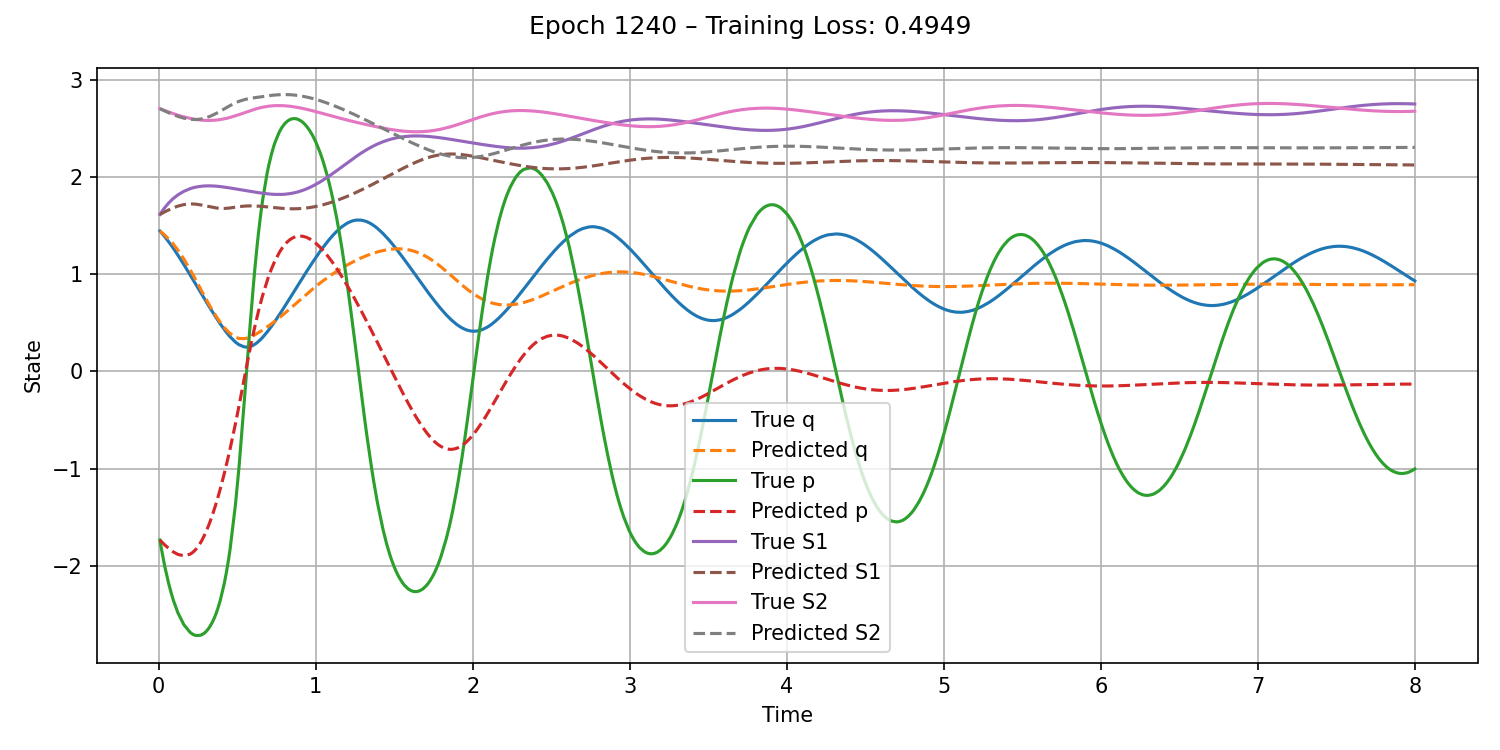 Epoch 1240 – Training Loss: 0.4949
3
2
1
0
−1
−2
State
True q
Predicted q
True p
Predicted p
True S1
Predicted S1
True S2
Predicted S2
0 1 2 3 4 5 6 7 8
Time